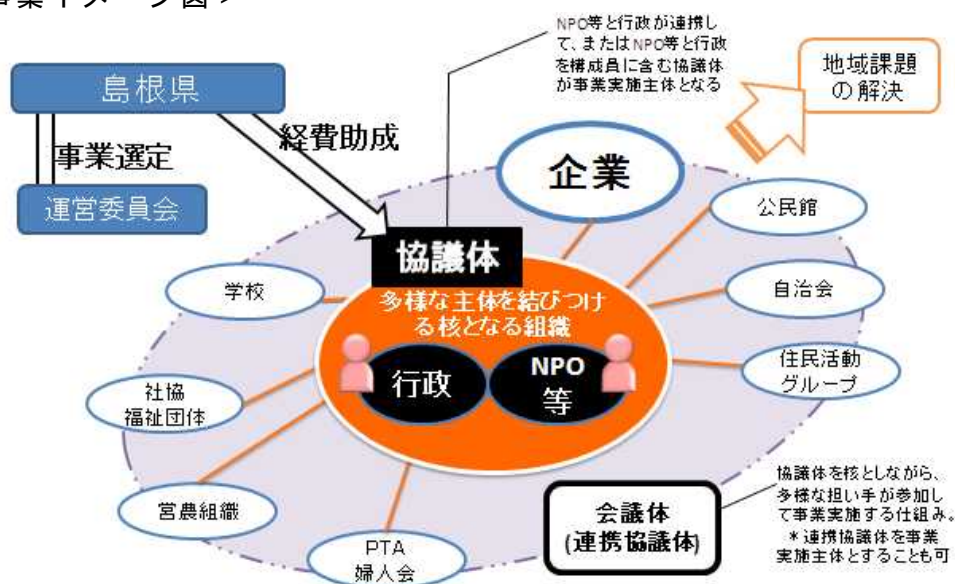 事業イメージ図>
NPO等と行政が連携し
て、またはNPO等と行政
を構成員に含む協議体
が事業実施主体となる
地域課題
の解決
島根県
経費助成
事業選定
運営委員会
企業
公民館
協議体
学校
多様な主体を結びつけ
る核となる組織
自治会
行政
NPO
等
住民活動
グループ
社協
福祉団体
営農組織
PTA
婦人会
会議体
(連携協議体)
協議体を核としながら、
多様な担い手が参加し
て事業実施する仕組み。
*連携協議体を事業
実施主体とすることも可